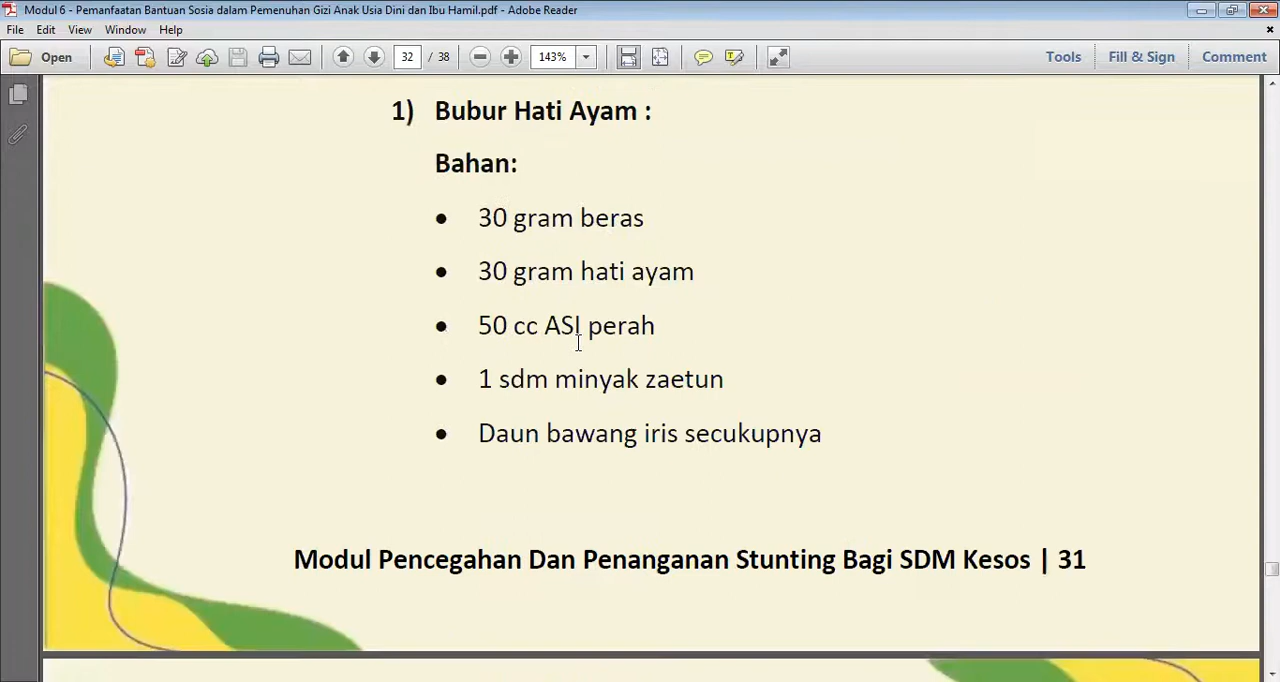 Modul 6 - Pemanfaatan Bantuan Sosia dalam Pemenuhan Gizi Anak Usia Dini dan Ibu Hamil.pdf - Adobe Reader
File Edit View Window Help
Open 32 / 38 143% Tools Fill & Sign Comment
1) Bubur Hati Ayam :
Bahan:
• 30 gram beras
• 30 gram hati ayam
• 50 cc ASI perah
• 1 sdm minyak zaetun
• Daun bawang iris secukupnya
Modul Pencegahan Dan Penanganan Stunting Bagi SDM Kesos | 31